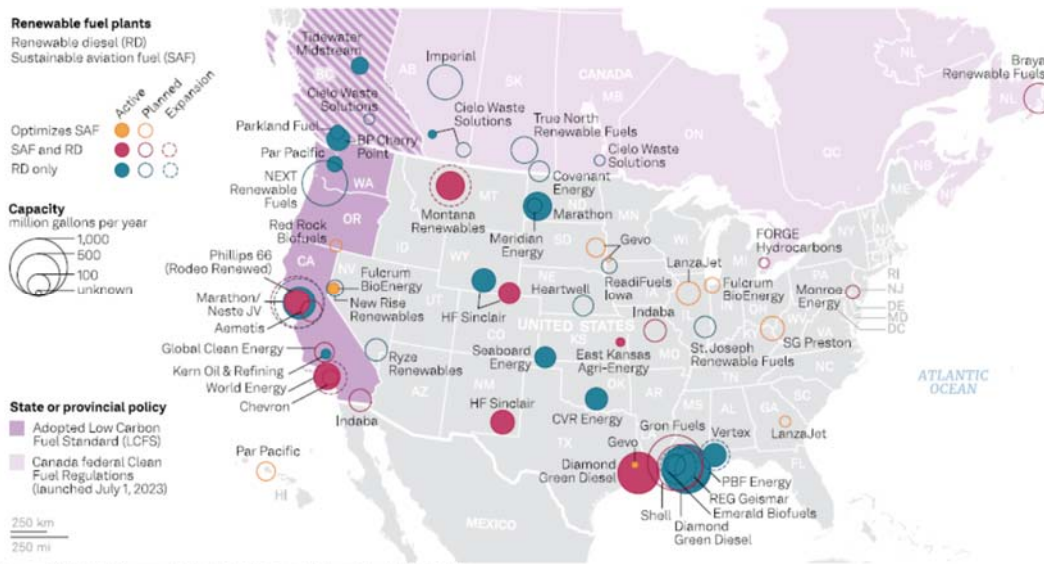 Renewable fuel plants
Renewable diesel (RD)
Sustainable aviation fuel (SAF)
Active
Planned
Expansion
Optimizes SAF
SAF and RD
RD only
Capacity
million gallons per year
1,000
500
100
unknown
State or provincial policy
Adopted Low Carbon
Fuel Standard (LCFS)
Canada federal Clean
Fuel Regulations
(launched July 1, 2023)
250 km
250 mi
Tidewater
Midstream
BC
AB
Imperial
SK
CANADA
MB
ON
QC
NL
NL
NB
Braya
Renewable Fuels
Cielo Waste
Solutions
Cielo Waste
Solutions
True North
Renewable Fuels
Cielo Waste
Solutions
Parkland Fuel
BP Cherry
Point
Par Pacific
WA
NEXT
Renewable
Fuels
MT
Montana
Renewables
Covenant
Energy
ND
Marathon
MN
Meridian
Energy
SD
Gevo
WI
MI
FORGE
Hydrocarbons
NY
ME
OR
Red Rock
Biofuels
ID
WY
Phillips 66
(Rodeo Renewed)
CA
NV
Fulcrum
BioEnergy
New Rise
Renewables
Marathon/
Neste JV
Aemetis
UT
HF Sinclair
NE
Heartwell
ReadiFuels
Iowa
IA
LanzaJet
Fulcrum
BioEnergy
IL
IN
OH
PA
Monroe
Energy
RI
NJ
DE
MD
DC
WV
VA
KY
SG Preston
UNITED STATES
CO
KS
Indaba
MO
St. Joseph
Renewable Fuels
East Kansas
Agri-Energy
Global Clean Energy
Kern Oil & Refining
World Energy
Chevron
Ryze
Renewables
Indaba
AZ
NM
Seaboard
Energy
OK
AR
TN
NC
SC
ATLANTIC
OCEAN
HF Sinclair
CVR Energy
TX
MS
AL
GA
LanzaJet
Gron Fuels
Vertex
LA
Gevo
Diamond
Green Diesel
FL
PBF Energy
REG Geismar
Emerald Biofuels
Shell
Diamond
Green Diesel
Par Pacific
HI
MEXICO